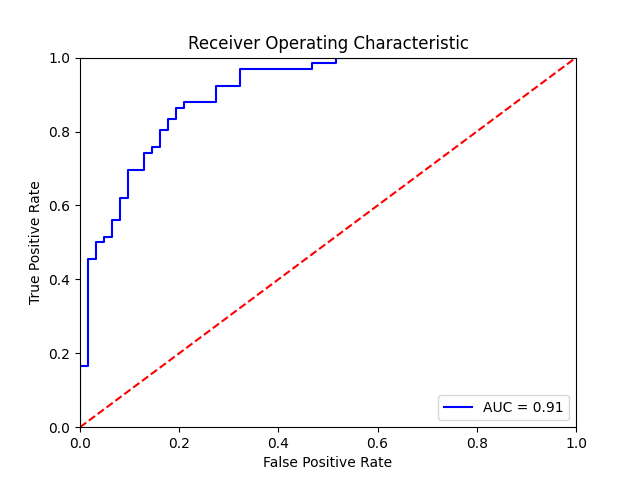 Receiver Operating Characteristic
True Positive Rate
1.0
0.8
0.6
0.4
0.2
0.0
AUC = 0.91
0.0 0.2 0.4 0.6 0.8 1.0
False Positive Rate